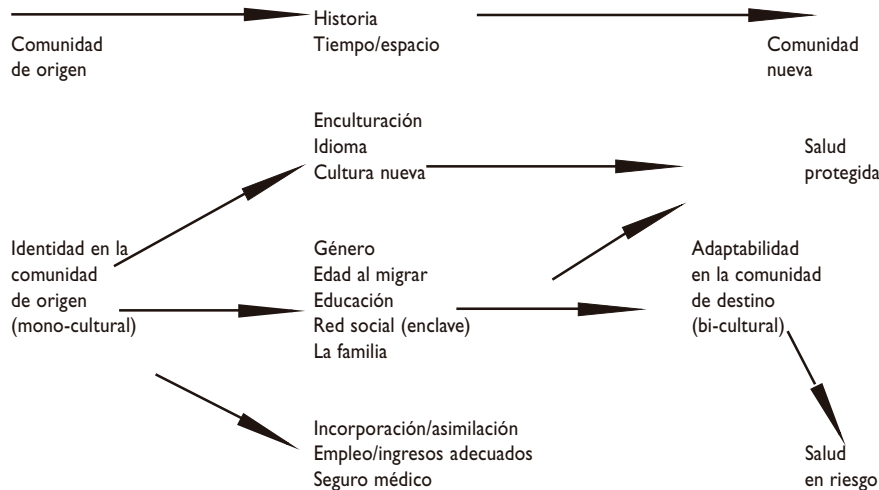 Comunidad
de origen
Historia
Tiempo/espacio
Comunidad
nueva
Enculturación
Idioma
Cultura nueva
Salud
protegida
Identidad en la
comunidad
de origen
(mono-cultural)
Género
Edad al migrar
Educación
Red social (enclave)
La familia
Adaptabilidad
en la comunidad
de destino
(bi-cultural)
Incorporación/asimilación
Empleo/ingresos adecuados
Seguro médico
Salud
en riesgo